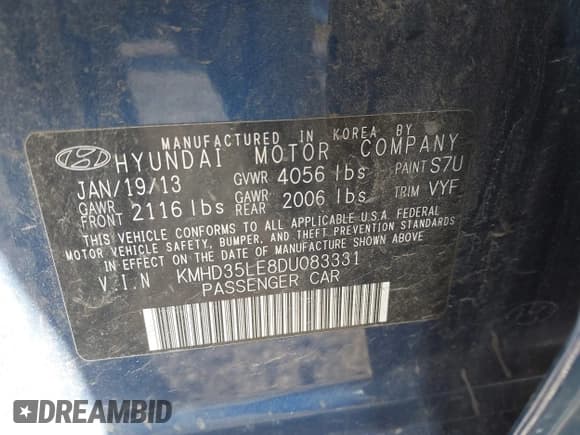 MANUFACTURED IN KOREA BY
HYUNDAI MOTOR COMPANY
JAN/19/13 GVWR 4056 lbs PAINT S7U
GAWR FRONT 2116 lbs GAWR REAR 2006 lbs TRIM VYF
THIS VEHICLE CONFORMS TO ALL APPLICABLE U.S.A. FEDERAL
MOTOR VEHICLE SAFETY, BUMPER, AND THEFT PREVENTION STANDARDS
IN EFFECT ON THE DATE OF MANUFACTURE SHOWN ABOVE.
V.I.N KMHD35LE8DU083331
PASSENGER CAR
DREAMBID